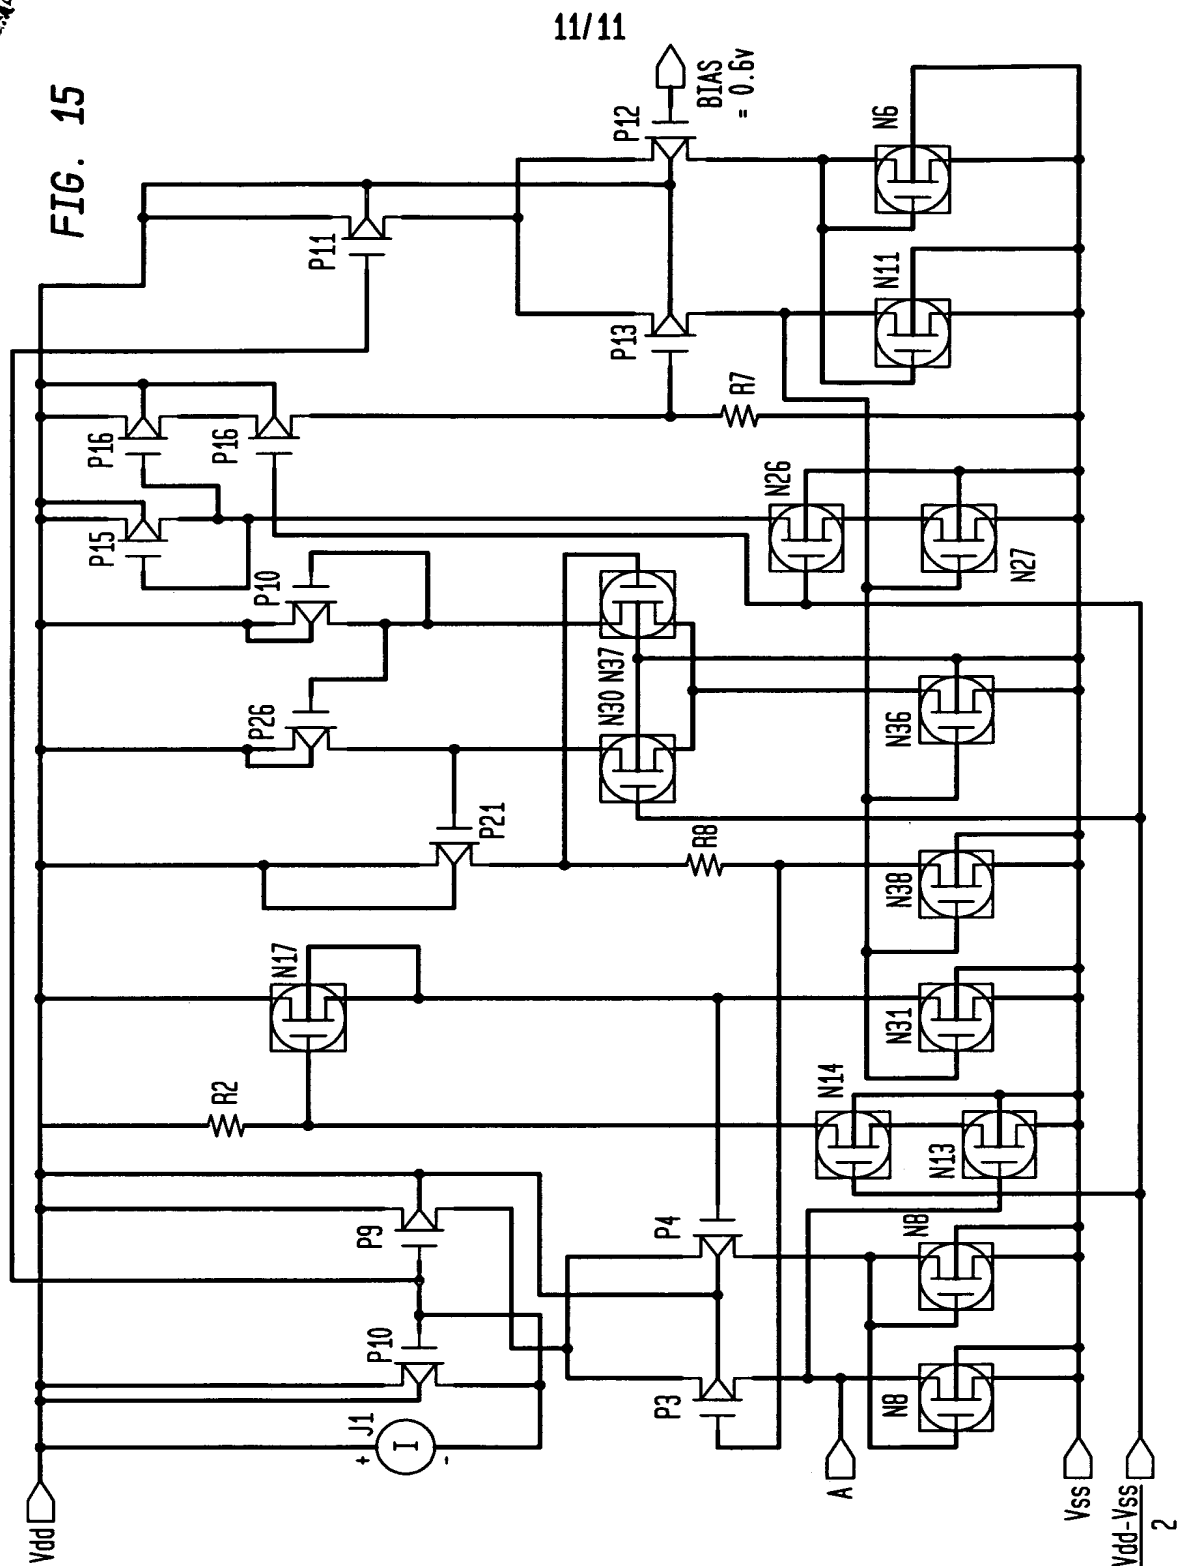 11/11
FIG. 15
BIAS
= 0.6v
P12
N6
P11
P13
N11
R7
P16
P16
N26
P15
N27
P10
N37
N30
P26
N36
P21
R8
N38
N17
N31
R2
N14
N13
P9
P4
N8
P10
P3
N8
J1
+
I
-
A
Vdd
Vss
Vdd-Vss
2